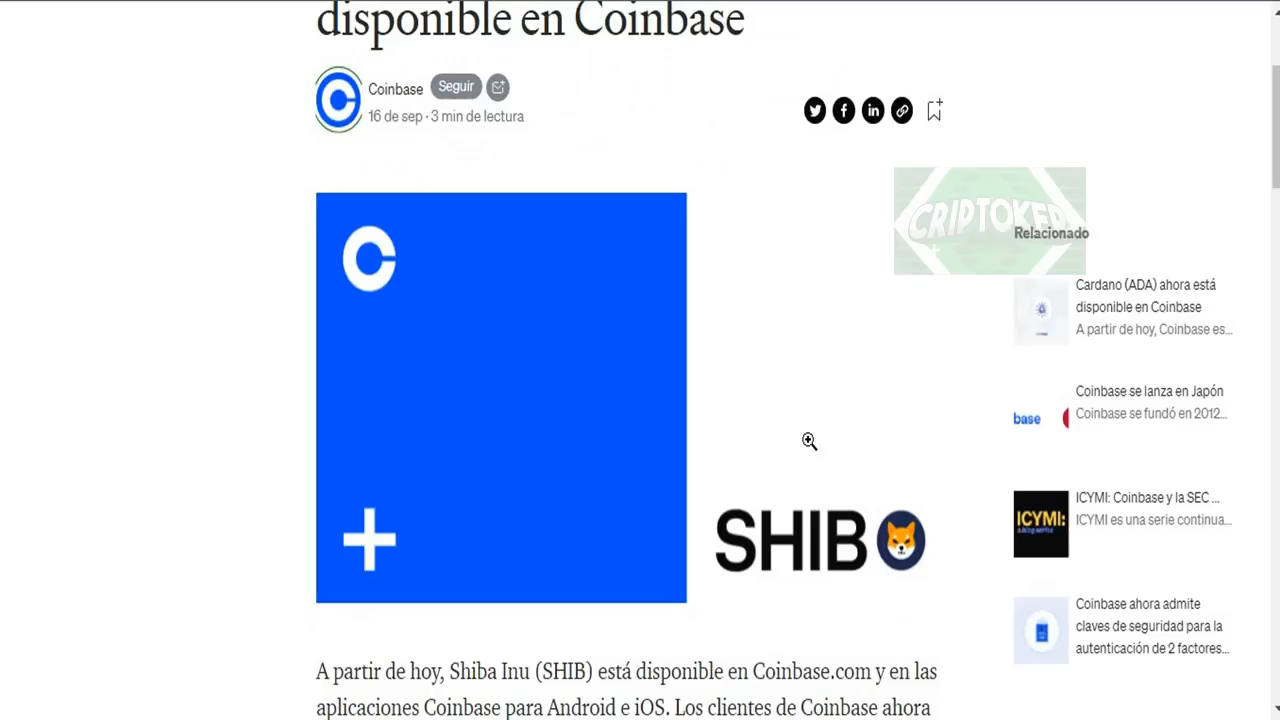 disponible en Coinbase
Coinbase
Seguir
16 de sep · 3 min de lectura
CRIPTOKER
Relacionado
Cardano (ADA) ahora está
disponible en Coinbase
A partir de hoy, Coinbase es...
base
Coinbase se lanza en Japón
Coinbase se fundó en 2012...
ICYMI:
ICYMI: Coinbase y la SEC ...
ICYMI es una serie continua...
SHIB
Coinbase ahora admite
claves de seguridad para la
autenticación de 2 factores...
A partir de hoy, Shiba Inu (SHIB) está disponible en Coinbase.com y en las
aplicaciones Coinbase para Android e iOS. Los clientes de Coinbase ahora